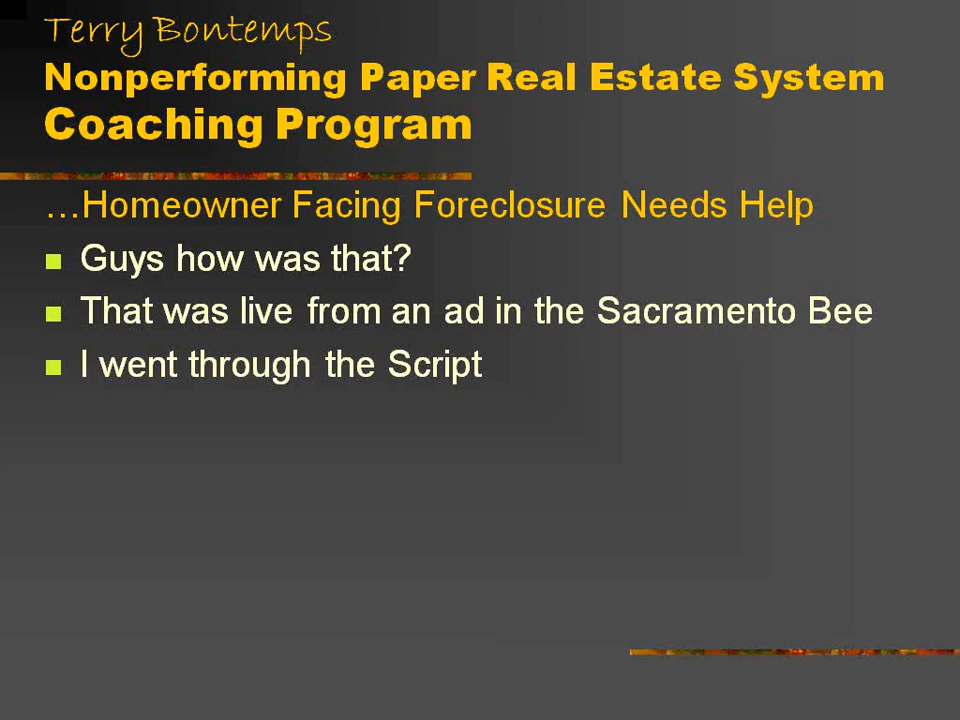 Terry Bontemps
Nonperforming Paper Real Estate System
Coaching Program
...Homeowner Facing Foreclosure Needs Help
Guys how was that?
That was live from an ad in the Sacramento Bee
I went through the Script